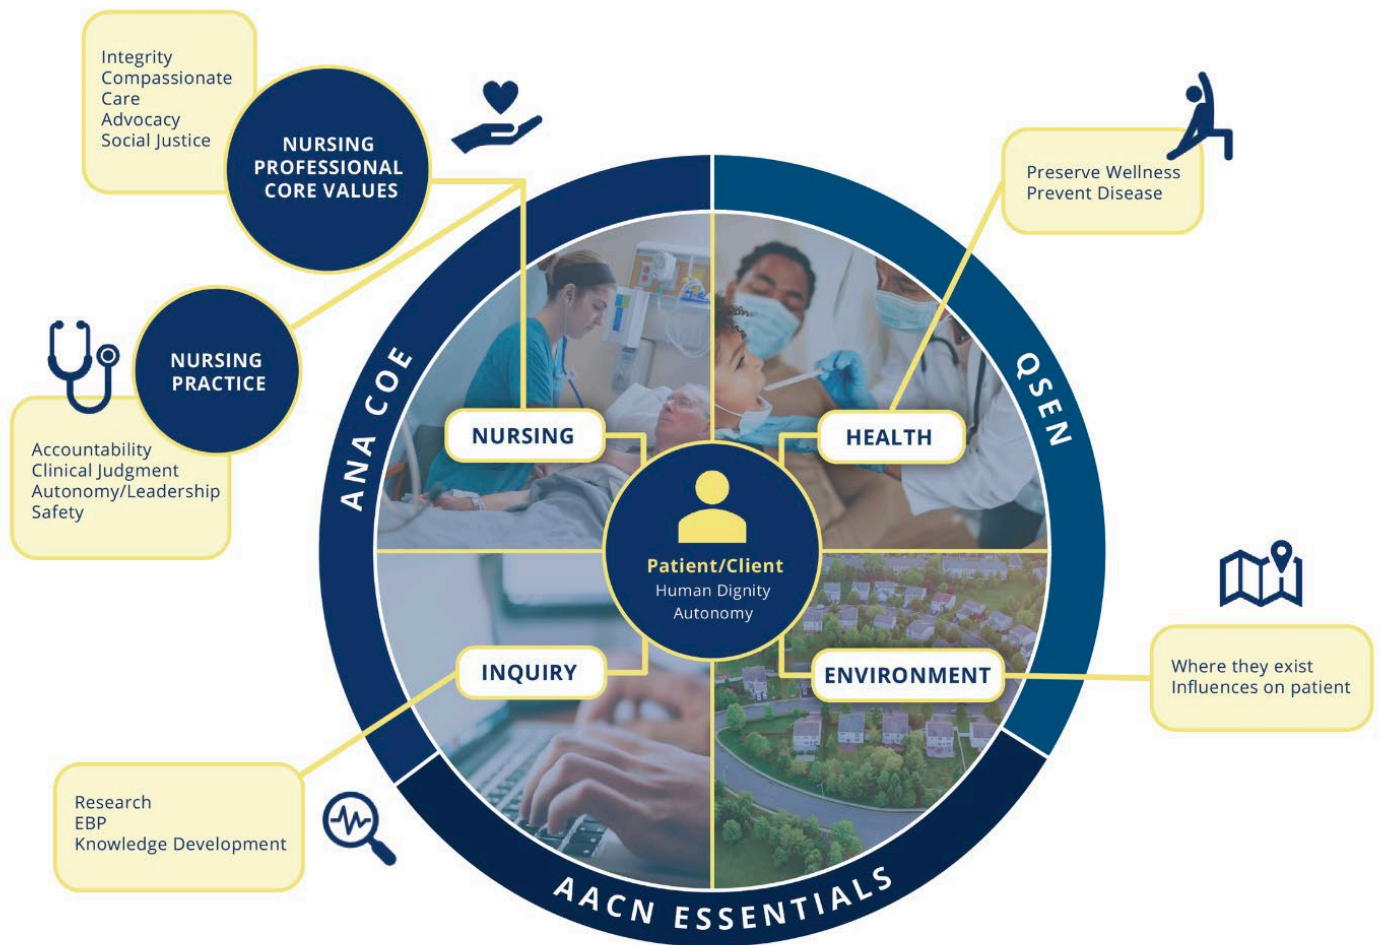 Integrity
Compassionate
Care
Advocacy
Social Justice
NURSING
PROFESSIONAL
CORE VALUES
NURSING
PRACTICE
Accountability
Clinical Judgment
Autonomy/Leadership
Safety
Preserve Wellness
Prevent Disease
ANA COE
QSEN
NURSING
HEALTH
Patient/Client
Human Dignity
Autonomy
INQUIRY
ENVIRONMENT
Where they exist
Influences on patient
Research
EBP
Knowledge Development
AACN ESSENTIALS